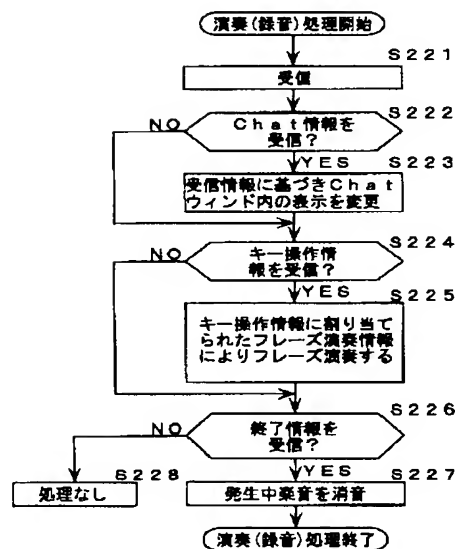 演奏(録音)処理開始
S221
受信
S222
NO
Chat情報を
受信?
YES
S223
受信情報に基づきChat
ウィンド内の表示を変更
S224
NO
キー操作情
報を受信?
YES
S225
キー操作情報に割り当て
られたフレーズ演奏情報
によりフレーズ演奏する
S226
NO
終了情報を
受信?
YES
S228
S227
処理なし
発生中楽音を消音
演奏(録音)処理終了